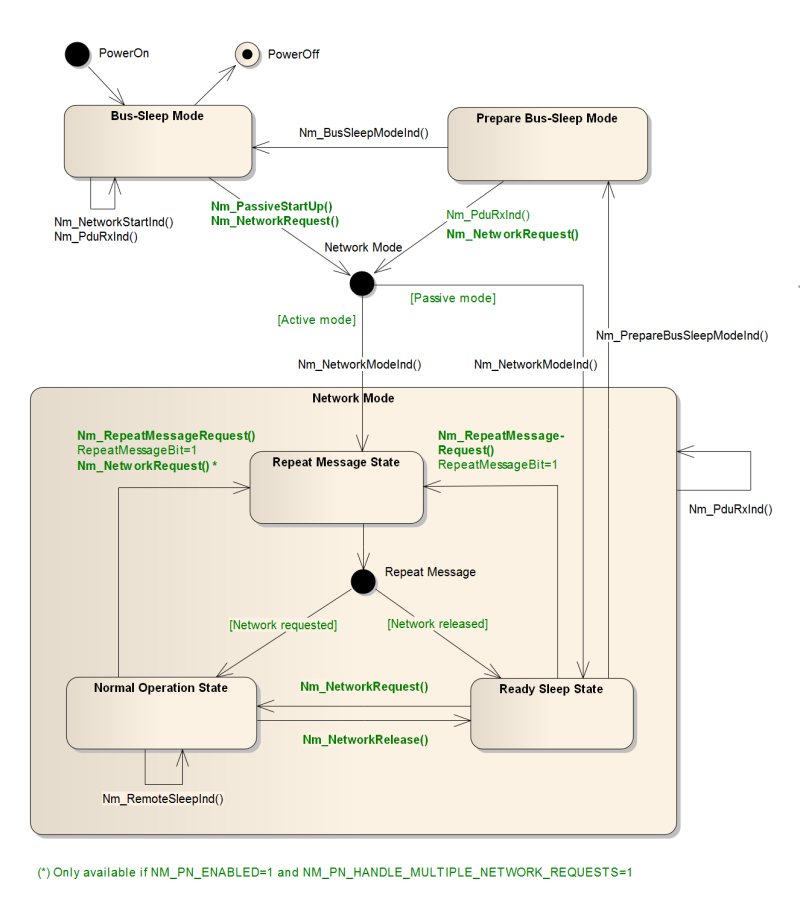 PowerOn
PowerOff
Bus-Sleep Mode
Prepare Bus-Sleep Mode
Nm_BusSleepModeInd()
Nm_NetworkStartInd()
Nm_PduRxInd()
Nm_PassiveStartUp()
Nm_NetworkRequest()
Nm_PduRxInd()
Nm_NetworkRequest()
Network Mode
[Passive mode]
[Active mode]
Nm_PrepareBusSleepModeInd()
Nm_NetworkModeInd()
Nm_NetworkModeInd()
Network Mode
Nm_RepeatMessageRequest()
RepeatMessageBit=1
Nm_NetworkRequest() *
Nm_RepeatMessage-
Request()
RepeatMessageBit=1
Repeat Message State
Nm_PduRxInd()
Repeat Message
[Network requested]
[Network released]
Normal Operation State
Nm_NetworkRequest()
Ready Sleep State
Nm_NetworkRelease()
Nm_RemoteSleepInd()
(*) Only available if NM_PN_ENABLED=1 and NM_PN_HANDLE_MULTIPLE_NETWORK_REQUESTS=1